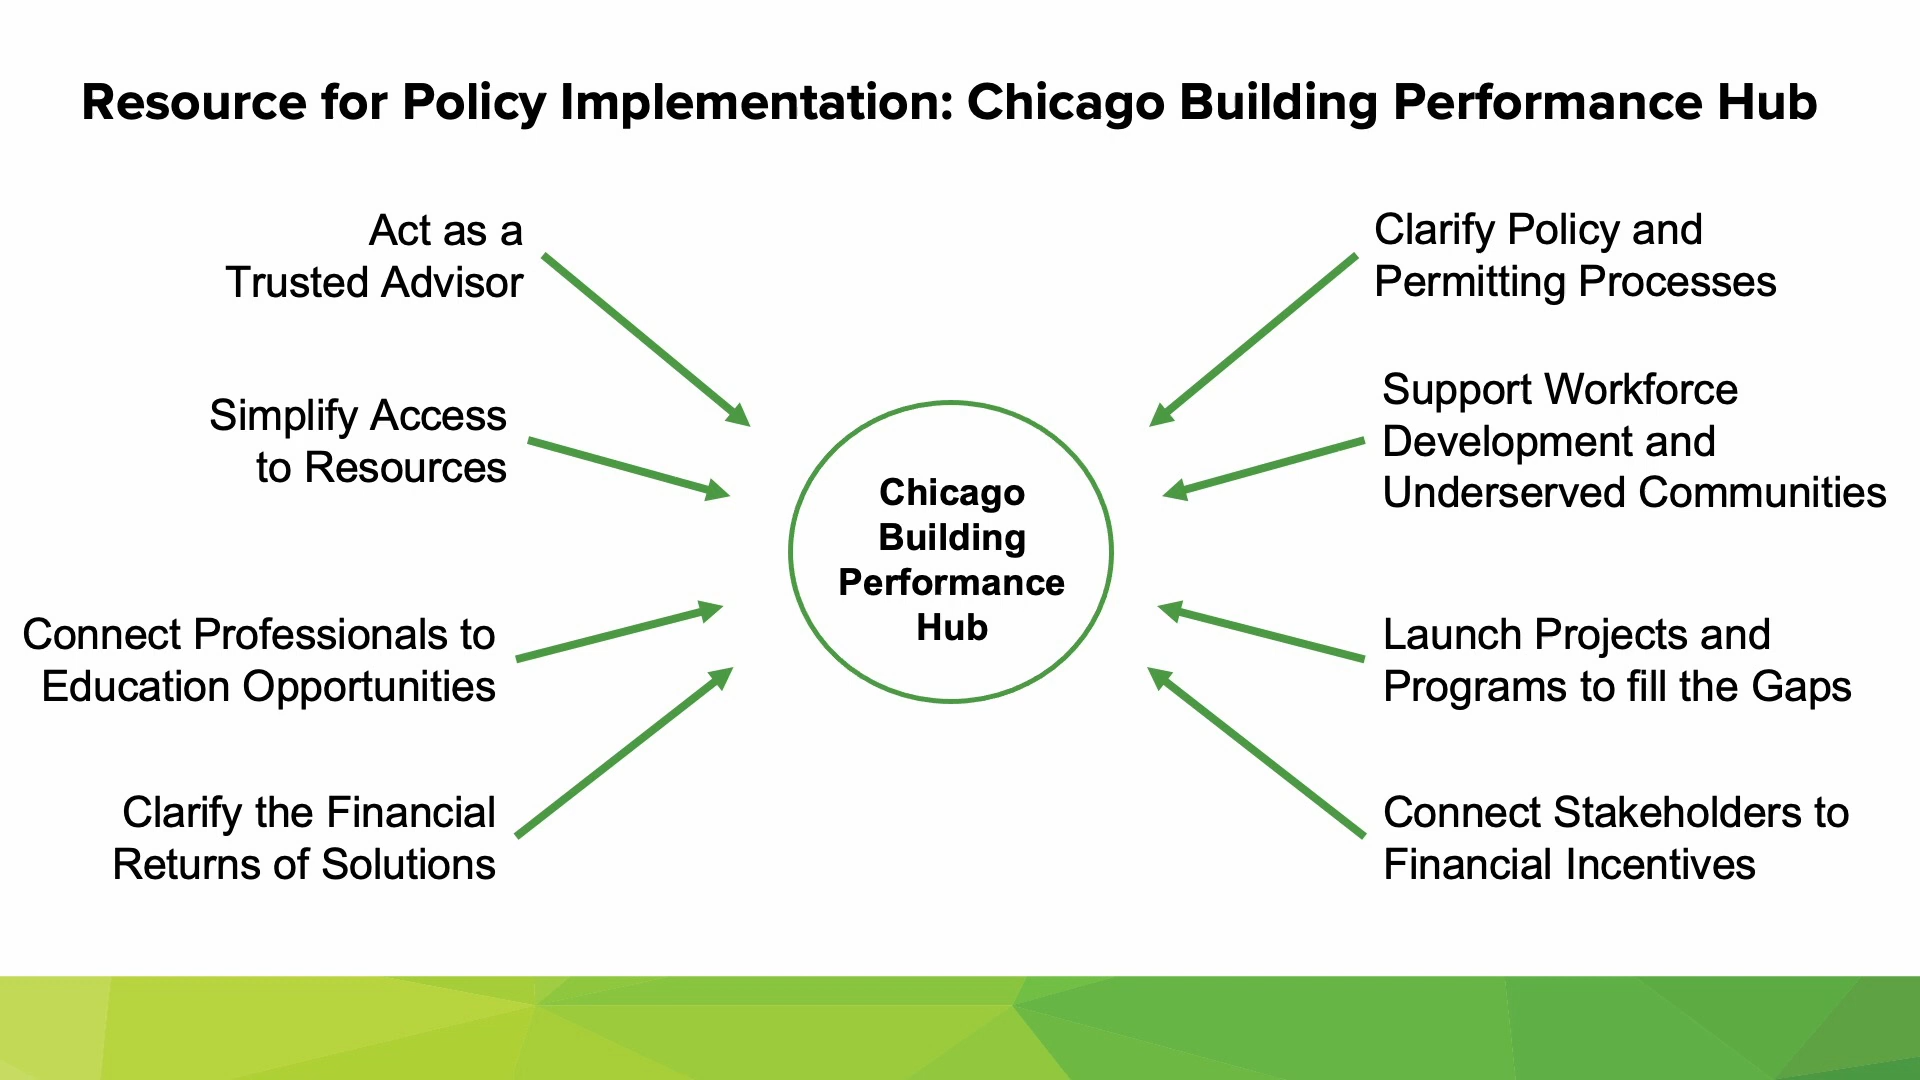 Resource for Policy Implementation: Chicago Building Performance Hub
Act as a
Trusted Advisor
Simplify Access
to Resources
Connect Professionals to
Education Opportunities
Clarify the Financial
Returns of Solutions
Chicago
Building
Performance
Hub
Clarify Policy and
Permitting Processes
Support Workforce
Development and
Underserved Communities
Launch Projects and
Programs to fill the Gaps
Connect Stakeholders to
Financial Incentives